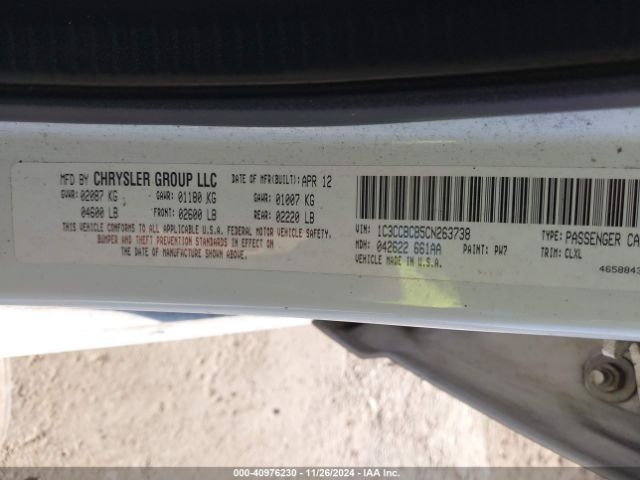 MFD BY CHRYSLER GROUP LLC DATE OF MFR(BUILT): APR 12
GVWR: 02087 KG GAWR: 01180 KG GAWR: 01007 KG
04600 LB FRONT: 02600 LB REAR: 02220 LB
THIS VEHICLE CONFORMS TO ALL APPLICABLE U.S.A. FEDERAL MOTOR VEHICLE SAFETY,
BUMPER AND THEFT PREVENTION STANDARDS IN EFFECT ON
THE DATE OF MANUFACTURE SHOWN ABOVE.
VIN: 1C3CCBCB5CN263738 TYPE: PASSENGER CA
MDH: 042622 661AA PAINT: PW7 TRIM: CLXL
VEHICLE MADE IN U.S.A.
4658843
000-40976230 - 11/26/2024 - IAA Inc.